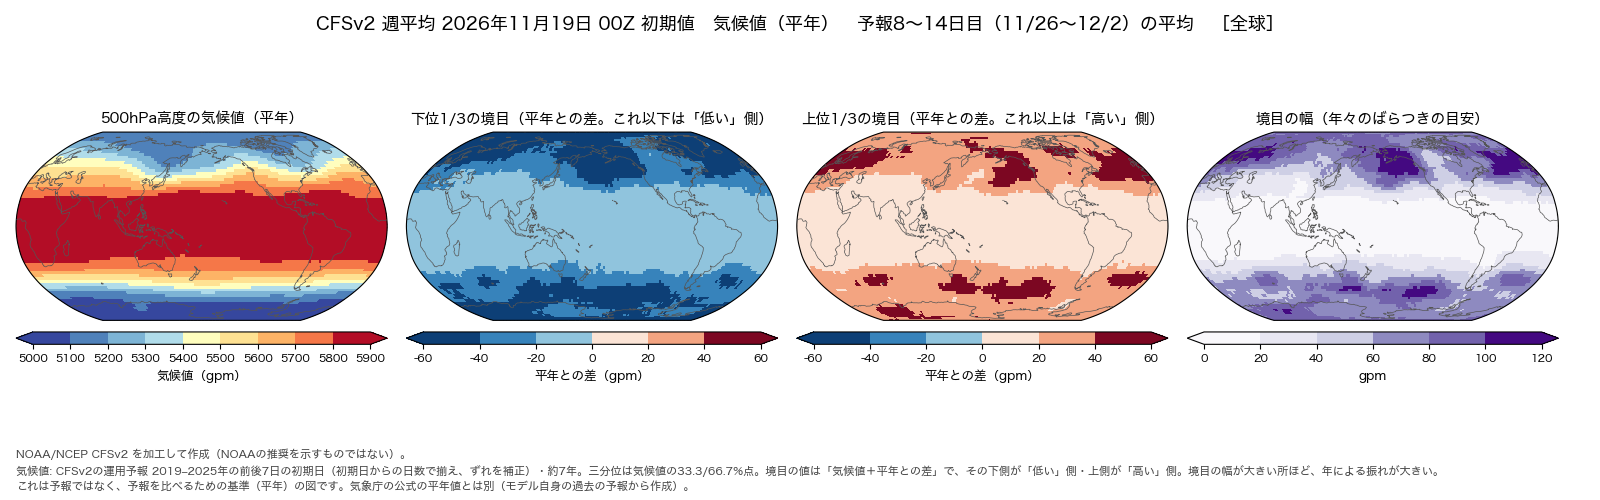 CFSv2 週平均 2026年11月19日 00Z 初期値　気候値（平年）　予報8～14日目（11/26～12/2）の平均　［全球］
500hPa高度の気候値（平年）
下位1/3の境目（平年との差。これ以下は「低い」側）
上位1/3の境目（平年との差。これ以上は「高い」側）
境目の幅（年々のばらつきの目安）
5000 5100 5200 5300 5400 5500 5600 5700 5800 5900
気候値（gpm）
-60 -40 -20 0 20 40 60
平年との差（gpm）
-60 -40 -20 0 20 40 60
平年との差（gpm）
0 20 40 60 80 100 120
gpm
NOAA/NCEP CFSv2 を加工して作成（NOAAの推奨を示すものではない）。
気候値: CFSv2の運用予報 2019–2025年の前後7日の初期日（初期日からの日数で揃え、ずれを補正）・約7年。三分位は気候値の33.3/66.7%点。境目の値は「気候値＋平年との差」で、その下側が「低い」側・上側が「高い」側。境目の幅が大きい所ほど、年による振れが大きい。
これは予報ではなく、予報を比べるための基準（平年）の図です。気象庁の公式の平年値とは別（モデル自身の過去の予報から作成）。